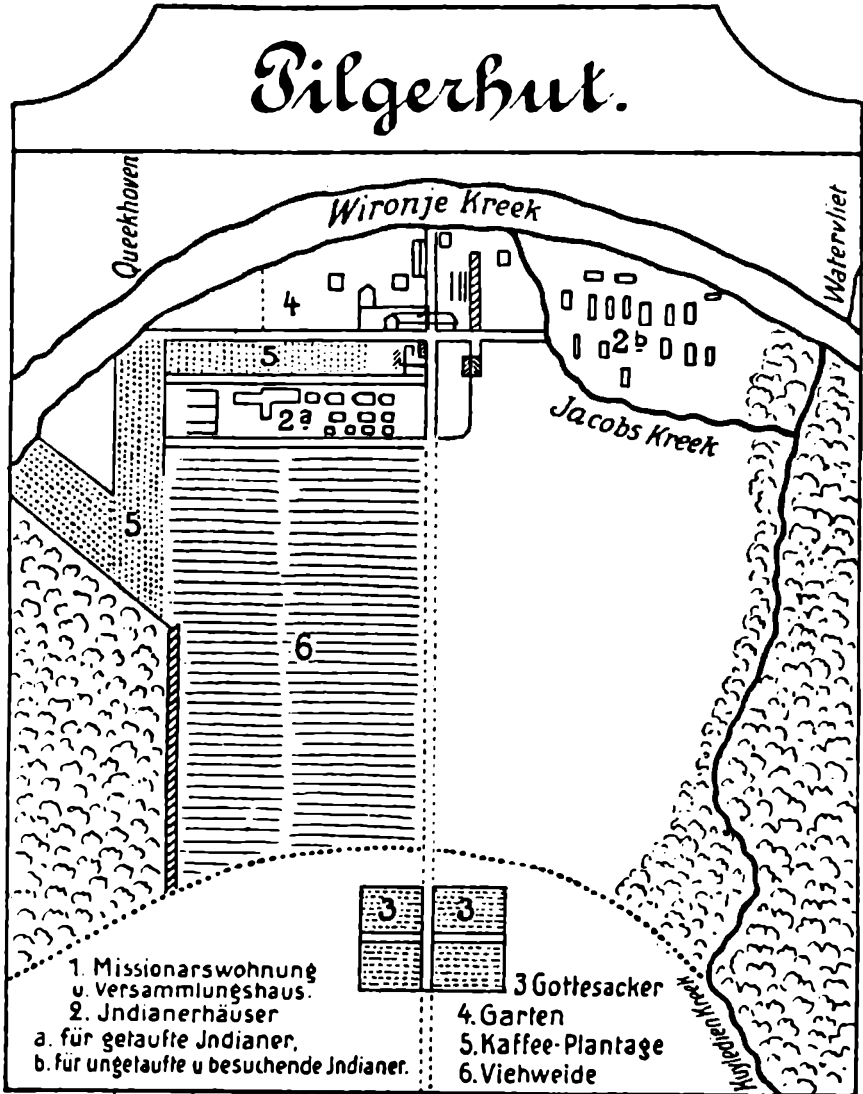 Pilgerhut.
Queekhoven
Wironje Kreek
Watervliet
4
5
2a
2b
Jacobs Kreek
5
6
3 3
1. Missionarswohnung
u. Versammlungshaus.
2. Jndianerhäuser
a. für getaufte Jndianer,
b. für ungetaufte u besuchende Jndianer.
3 Gottesacker
4. Garten
5. Kaffee-Plantage
6. Viehweide
Kreek